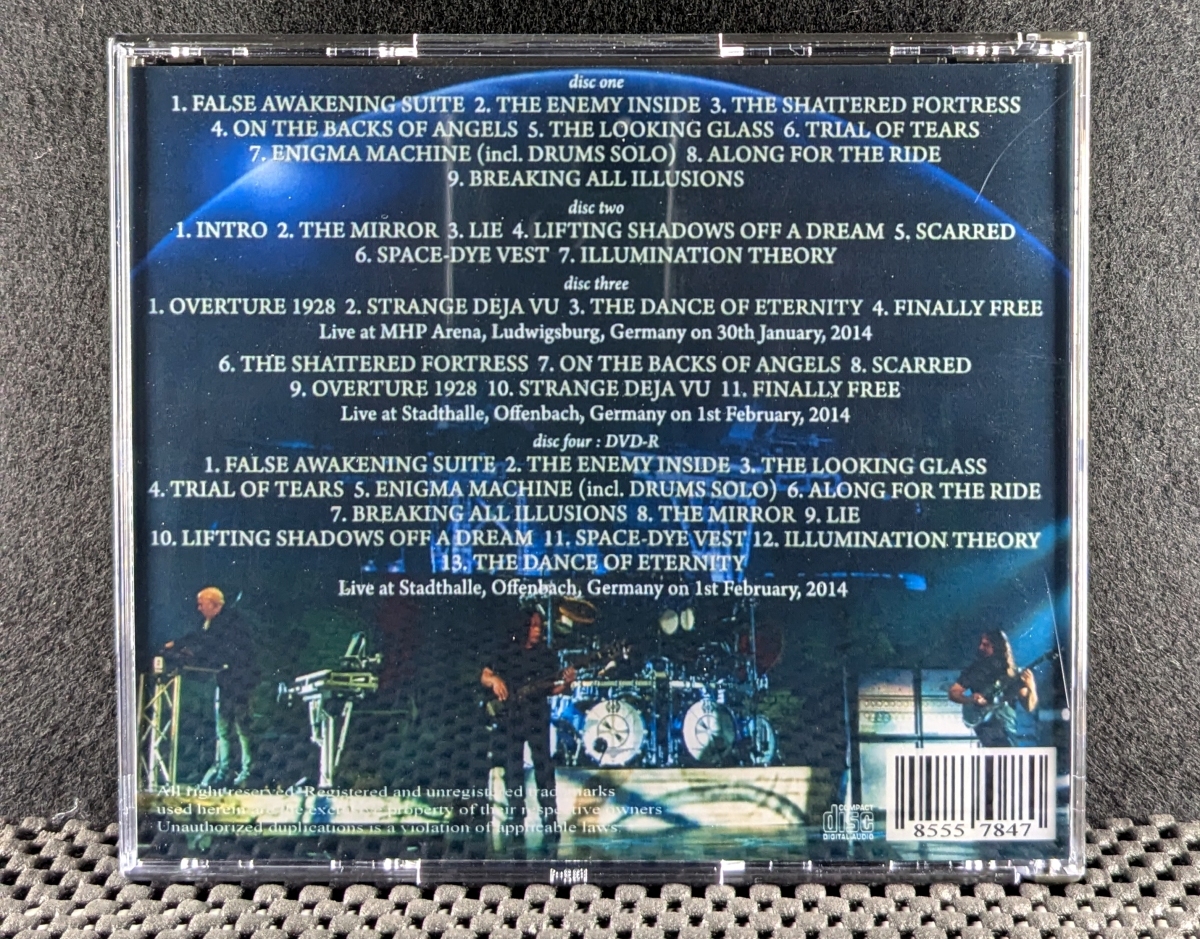 disc one
1. FALSE AWAKENING SUITE 2. THE ENEMY INSIDE 3. THE SHATTERED FORTRESS
4. ON THE BACKS OF ANGELS 5. THE LOOKING GLASS 6. TRIAL OF TEARS
7. ENIGMA MACHINE (incl. DRUMS SOLO) 8. ALONG FOR THE RIDE
9. BREAKING ALL ILLUSIONS
disc two
1. INTRO 2. THE MIRROR 3. LIE 4. LIFTING SHADOWS OFF A DREAM 5. SCARRED
6. SPACE-DYE VEST 7. ILLUMINATION THEORY
disc three
1. OVERTURE 1928 2. STRANGE DEJA VU 3. THE DANCE OF ETERNITY 4. FINALLY FREE
Live at MHP Arena, Ludwigsburg, Germany on 30th January, 2014
6. THE SHATTERED FORTRESS 7. ON THE BACKS OF ANGELS 8. SCARRED
9. OVERTURE 1928 10. STRANGE DEJA VU 11. FINALLY FREE
Live at Stadthalle, Offenbach, Germany on 1st February, 2014
disc four : DVD-R
1. FALSE AWAKENING SUITE 2. THE ENEMY INSIDE 3. THE LOOKING GLASS
4. TRIAL OF TEARS 5. ENIGMA MACHINE (incl. DRUMS SOLO) 6. ALONG FOR THE RIDE
7. BREAKING ALL ILLUSIONS 8. THE MIRROR 9. LIE
10. LIFTING SHADOWS OFF A DREAM 11. SPACE-DYE VEST 12. ILLUMINATION THEORY
13. THE DANCE OF ETERNITY
Live at Stadthalle, Offenbach, Germany on 1st February, 2014
All right reserved. Registered and unregistered trademarks
used herein are the exclusive property of their respective owners
Unauthorized duplications is a violation of applicable laws.
COMPACT
disc
DIGITAL AUDIO
8555 7847